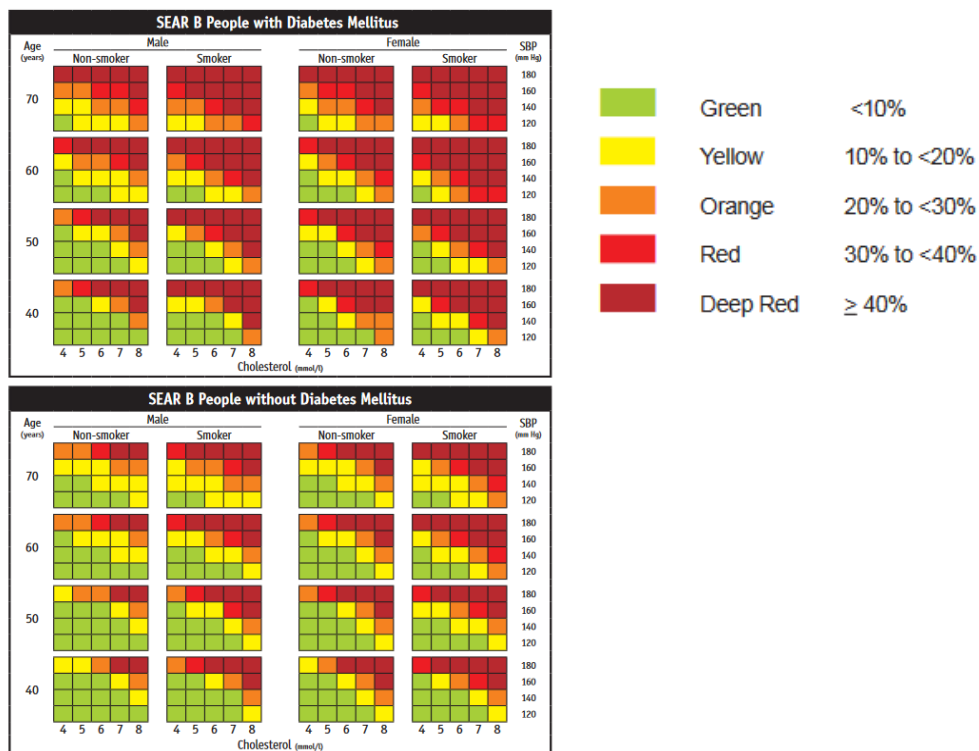 SEAR B People with Diabetes Mellitus
Age (years) Male Female SBP (mm Hg)
Non-smoker Smoker Non-smoker Smoker
70 180
160
140
120
60 180
160
140
120
50 180
160
140
120
40 180
160
140
120
4 5 6 7 8 4 5 6 7 8 4 5 6 7 8 4 5 6 7 8
Cholesterol (mmol/l)
SEAR B People without Diabetes Mellitus
Age (years) Male Female SBP (mm Hg)
Non-smoker Smoker Non-smoker Smoker
70 180
160
140
120
60 180
160
140
120
50 180
160
140
120
40 180
160
140
120
4 5 6 7 8 4 5 6 7 8 4 5 6 7 8 4 5 6 7 8
Cholesterol (mmol/l)
Green <10%
Yellow 10% to <20%
Orange 20% to <30%
Red 30% to <40%
Deep Red ≥ 40%